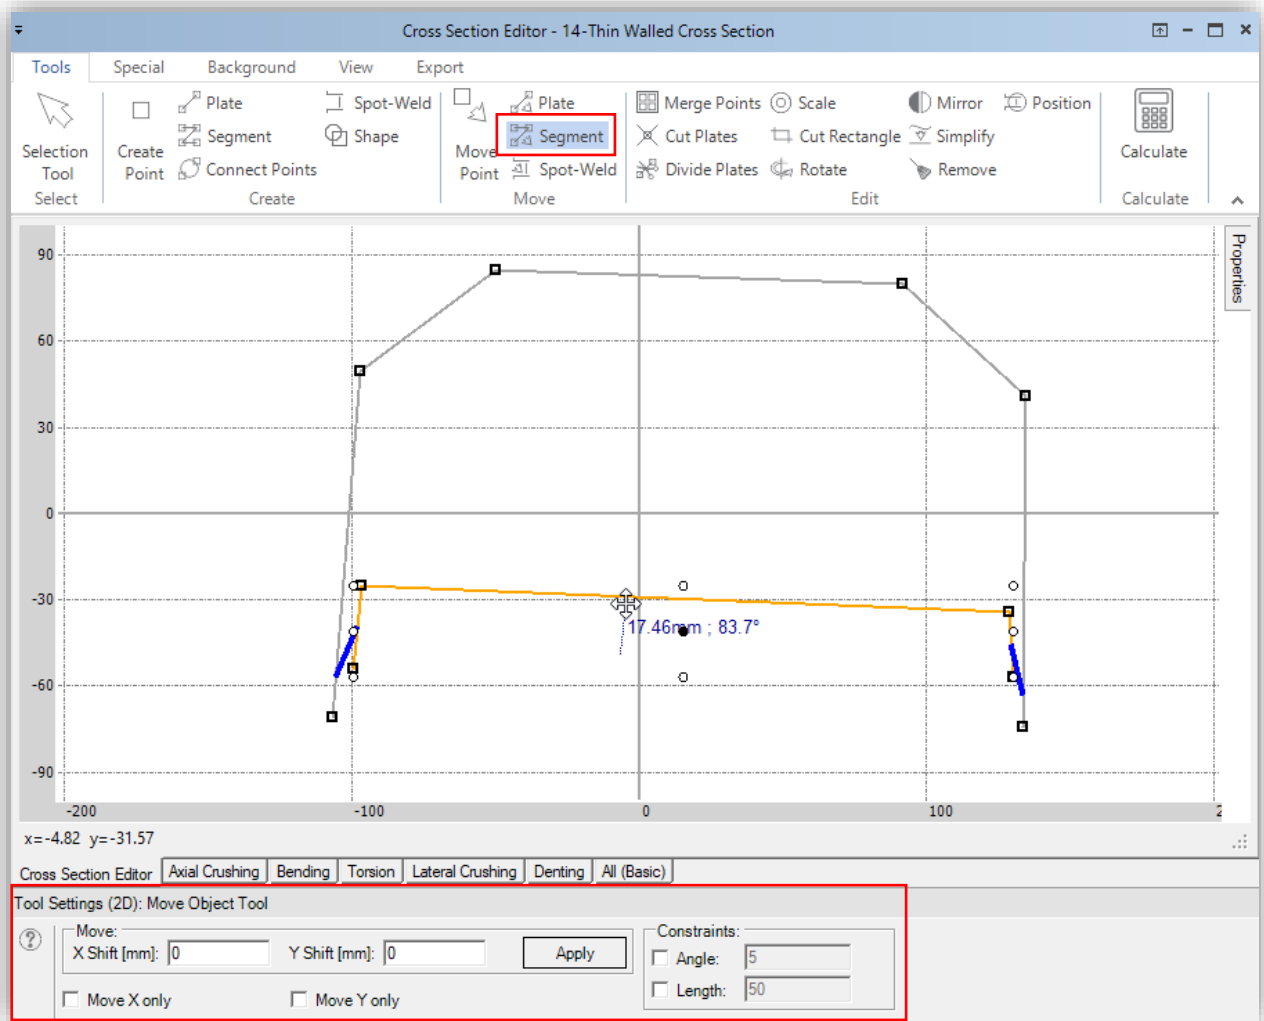 Cross Section Editor - 14-Thin Walled Cross Section
Tools Special Background View Export
Selection Tool
Select
Create Point
Plate
Segment
Connect Points
Spot-Weld
Shape
Create
Move Point
Plate
Segment
Spot-Weld
Move
Merge Points
Cut Plates
Divide Plates
Scale
Cut Rectangle
Rotate
Mirror
Simplify
Remove
Position
Edit
Calculate
Calculate
Properties
90
60
30
0
-30
-60
-90
17.46mm ; 83.7°
-200 -100 0 100 2
x=-4.82 y=-31.57
Cross Section Editor Axial Crushing Bending Torsion Lateral Crushing Denting All (Basic)
Tool Settings (2D): Move Object Tool
?
Move:
X Shift [mm]: 0 Y Shift [mm]: 0 Apply
Move X only Move Y only
Constraints:
Angle: 5
Length: 50